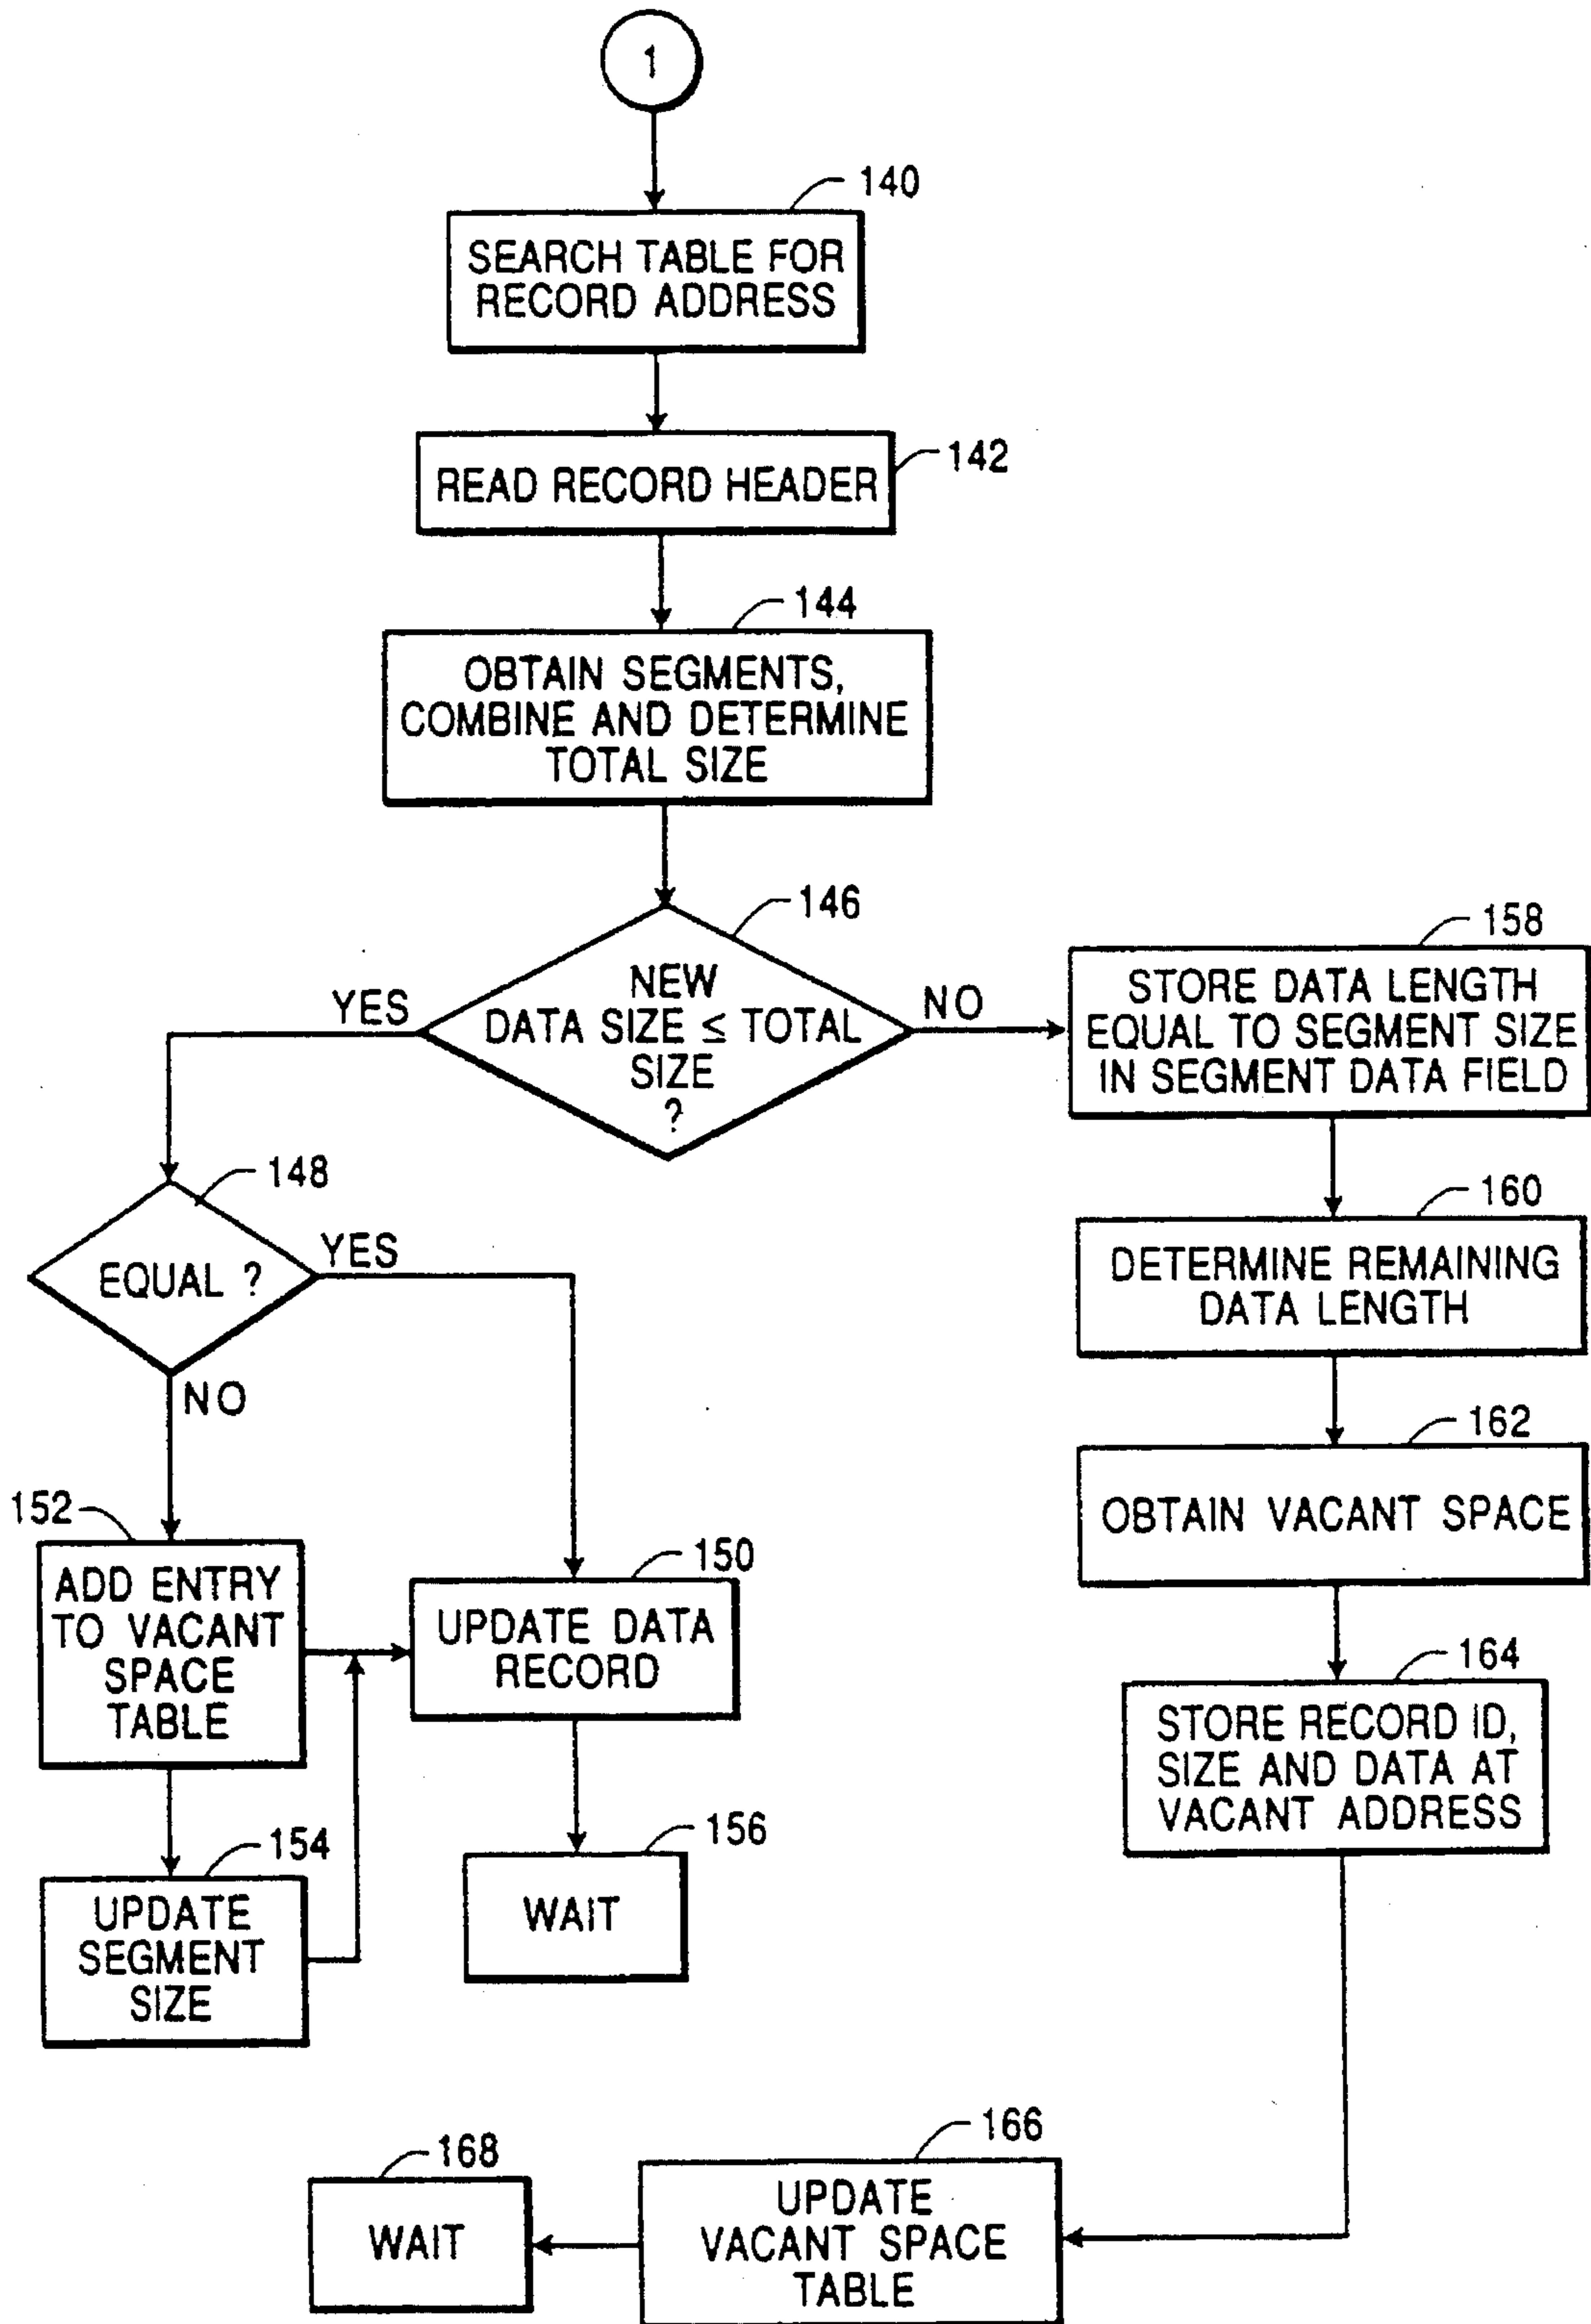 1
140
SEARCH TABLE FOR
RECORD ADDRESS
142
READ RECORD HEADER
144
OBTAIN SEGMENTS,
COMBINE AND DETERMINE
TOTAL SIZE
146
NEW
DATA SIZE ≤ TOTAL
SIZE
?
YES
NO
158
STORE DATA LENGTH
EQUAL TO SEGMENT SIZE
IN SEGMENT DATA FIELD
148
EQUAL ?
YES
NO
160
DETERMINE REMAINING
DATA LENGTH
162
OBTAIN VACANT SPACE
152
ADD ENTRY
TO VACANT
SPACE
TABLE
150
UPDATE DATA
RECORD
164
STORE RECORD ID,
SIZE AND DATA AT
VACANT ADDRESS
154
UPDATE
SEGMENT
SIZE
156
WAIT
166
UPDATE
VACANT SPACE
TABLE
168
WAIT